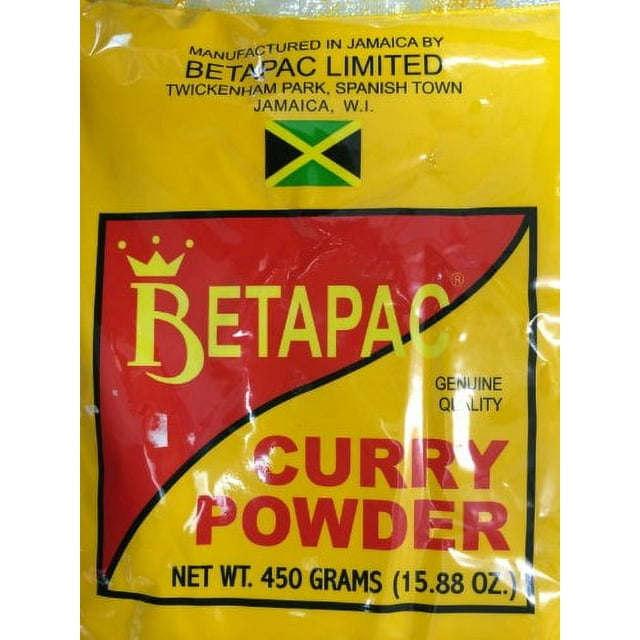 MANUFACTURED IN JAMAICA BY
BETAPAC LIMITED
TWICKENHAM PARK, SPANISH TOWN
JAMAICA, W.I.
BETAPAC®
GENUINE
QUALITY
CURRY
POWDER
NET WT. 450 GRAMS (15.88 OZ.)